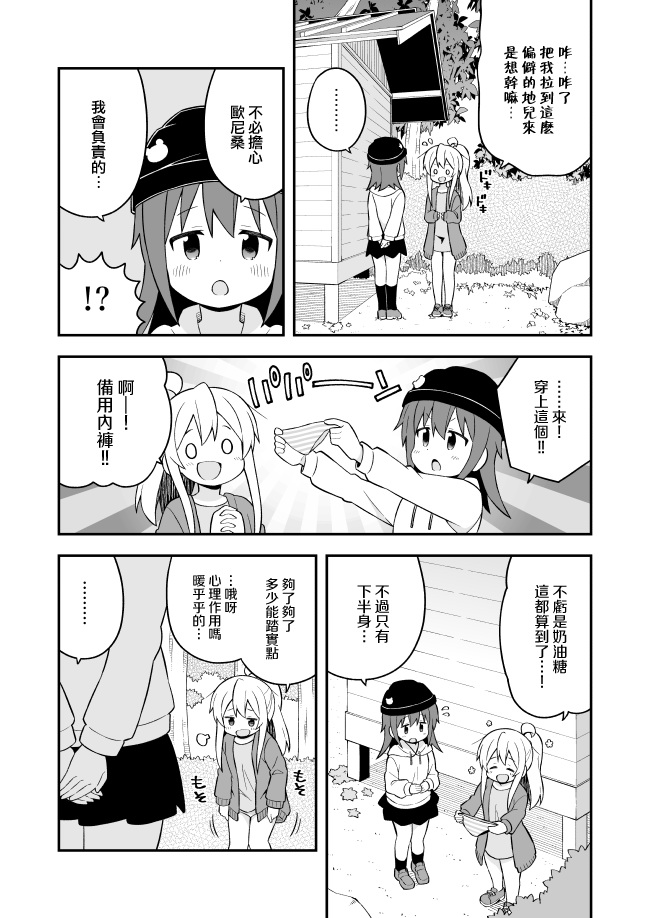 咋…咋了
把我拉到這麼
偏僻的地兒來
是想幹嘛…
………
ドキ
ドキ
不必擔心
歐尼桑
我會負責的…
!?
……來！
穿上這個!!
パパーン
啊—！
備用內褲!!
不虧是奶油糖
這都算到了…！
不過只有
下半身…
夠了夠了
多少能踏實點
…哦呀
心理作用嗎
暖乎乎的…
もそ
もそ
………